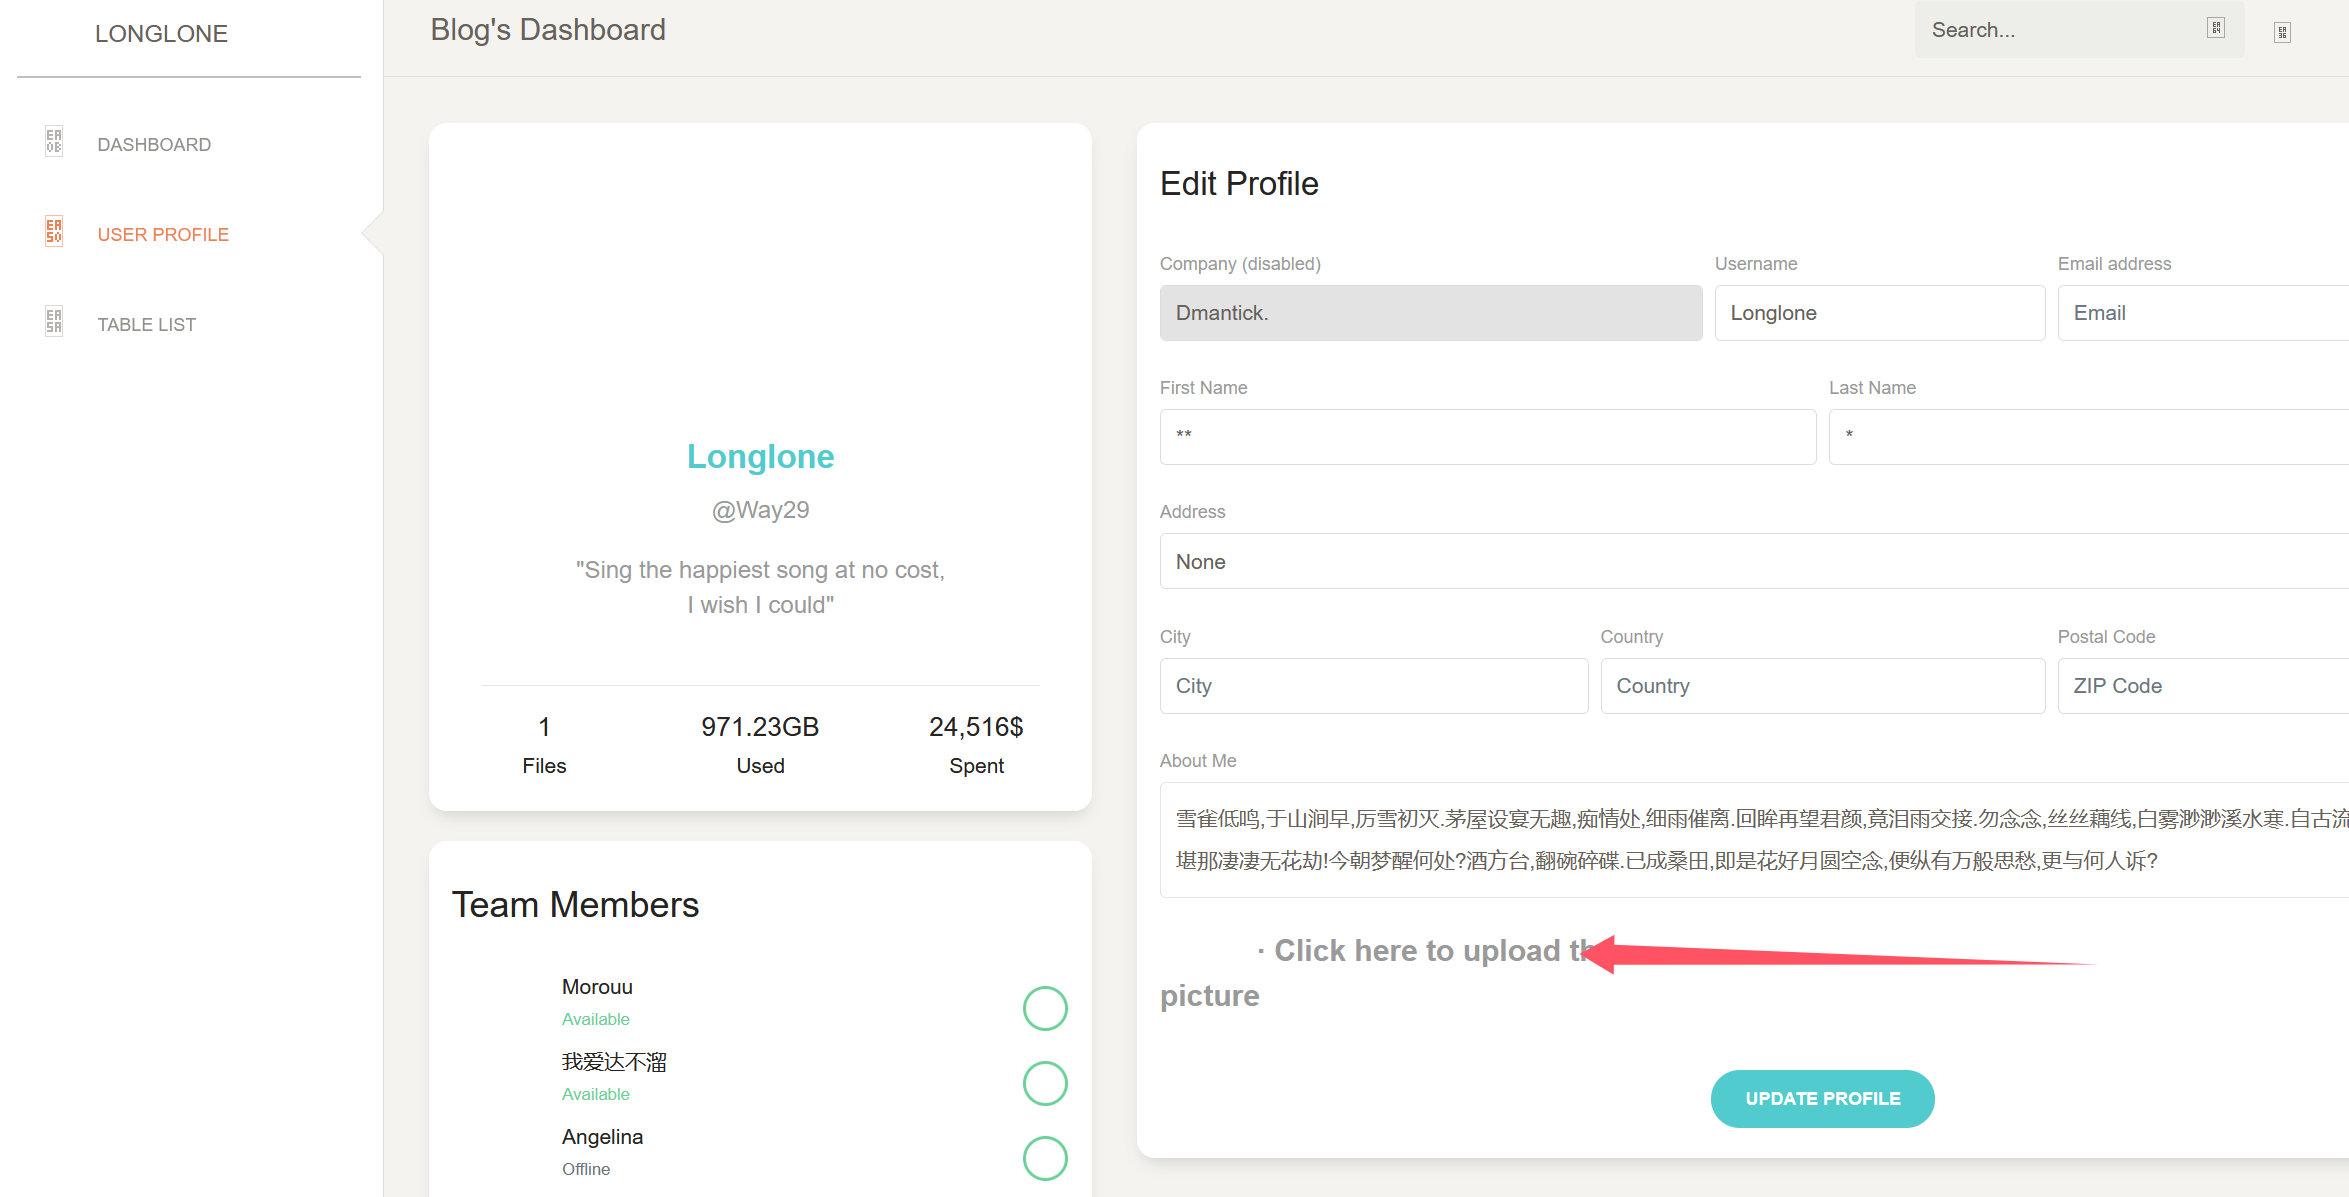 LONGLONE
DASHBOARD
USER PROFILE
TABLE LIST
Blog's Dashboard
Search...
Longlone
@Way29
"Sing the happiest song at no cost,
I wish I could"
1 971.23GB 24,516$
Files Used Spent
Team Members
Morouu
Available
我爱达不溜
Available
Angelina
Offline
Edit Profile
Company (disabled) Username Email address
Dmantick. Longlone Email
First Name Last Name
** *
Address
None
City Country Postal Code
City Country ZIP Code
About Me
雪雀低鸣,于山涧早,厉雪初灭.茅屋设宴无趣,痴情处,细雨催离.回眸再望君颜,竟泪雨交接.勿念念,丝丝藕线,白雾渺渺溪水寒.自古流
堪那凄凄无花劫!今朝梦醒何处?酒方台,翻碗碎碟.已成桑田,即是花好月圆空念,便纵有万般思愁,更与何人诉?
· Click here to upload
picture
UPDATE PROFILE